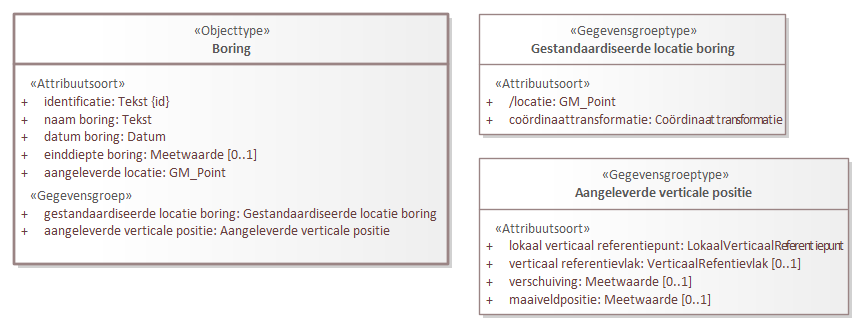 «Objecttype»
Boring
«Attribuutsoort»
+ identificatie: Tekst {id}
+ naam boring: Tekst
+ datum boring: Datum
+ einddiepte boring: Meetwaarde [0..1]
+ aangeleverde locatie: GM_Point
«Gegevensgroep»
+ gestandaardiseerde locatie boring: Gestandaardiseerde locatie boring
+ aangeleverde verticale positie: Aangeleverde verticale positie
«Gegevensgroeptype»
Gestandaardiseerde locatie boring
«Attribuutsoort»
+ /locatie: GM_Point
+ coördinaattransformatie: Coördinaattransformatie
«Gegevensgroeptype»
Aangeleverde verticale positie
«Attribuutsoort»
+ lokaal verticaal referentiepunt: LokaalVerticaalReferentiepunt
+ verticaal referentievlak: VerticaalRefentievlak [0..1]
+ verschuiving: Meetwaarde [0..1]
+ maaiveldpositie: Meetwaarde [0..1]